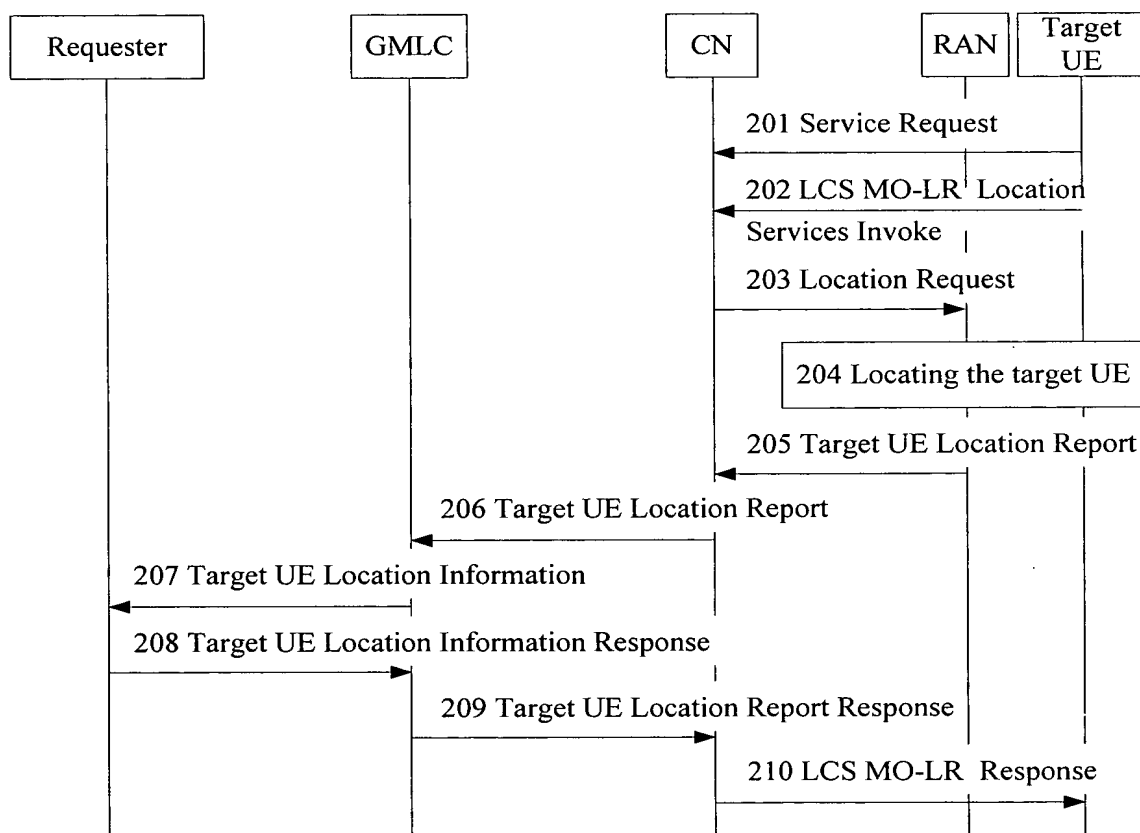 Requester
GMLC
CN
RAN
Target
UE
201 Service Request
202 LCS MO-LR Location
Services Invoke
203 Location Request
204 Locating the target UE
205 Target UE Location Report
206 Target UE Location Report
207 Target UE Location Information
208 Target UE Location Information Response
209 Target UE Location Report Response
210 LCS MO-LR Response